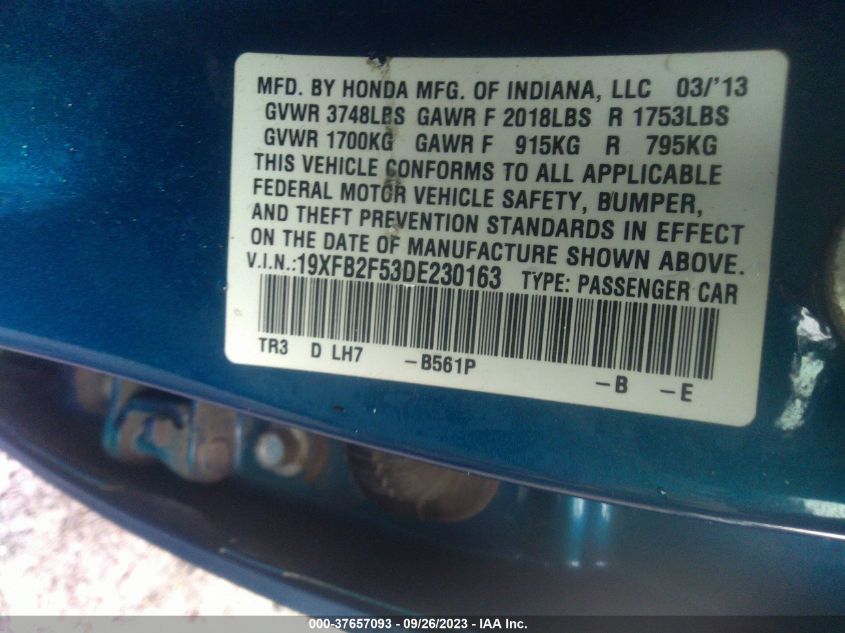 MFD. BY HONDA MFG. OF INDIANA, LLC 03/'13
GVWR 3748LBS GAWR F 2018LBS R 1753LBS
GVWR 1700KG GAWR F 915KG R 795KG
THIS VEHICLE CONFORMS TO ALL APPLICABLE
FEDERAL MOTOR VEHICLE SAFETY, BUMPER,
AND THEFT PREVENTION STANDARDS IN EFFECT
ON THE DATE OF MANUFACTURE SHOWN ABOVE.
V.I.N.:19XFB2F53DE230163 TYPE: PASSENGER CAR
TR3 D LH7 -B561P -B -E
000-37657093 - 09/26/2023 - IAA Inc.